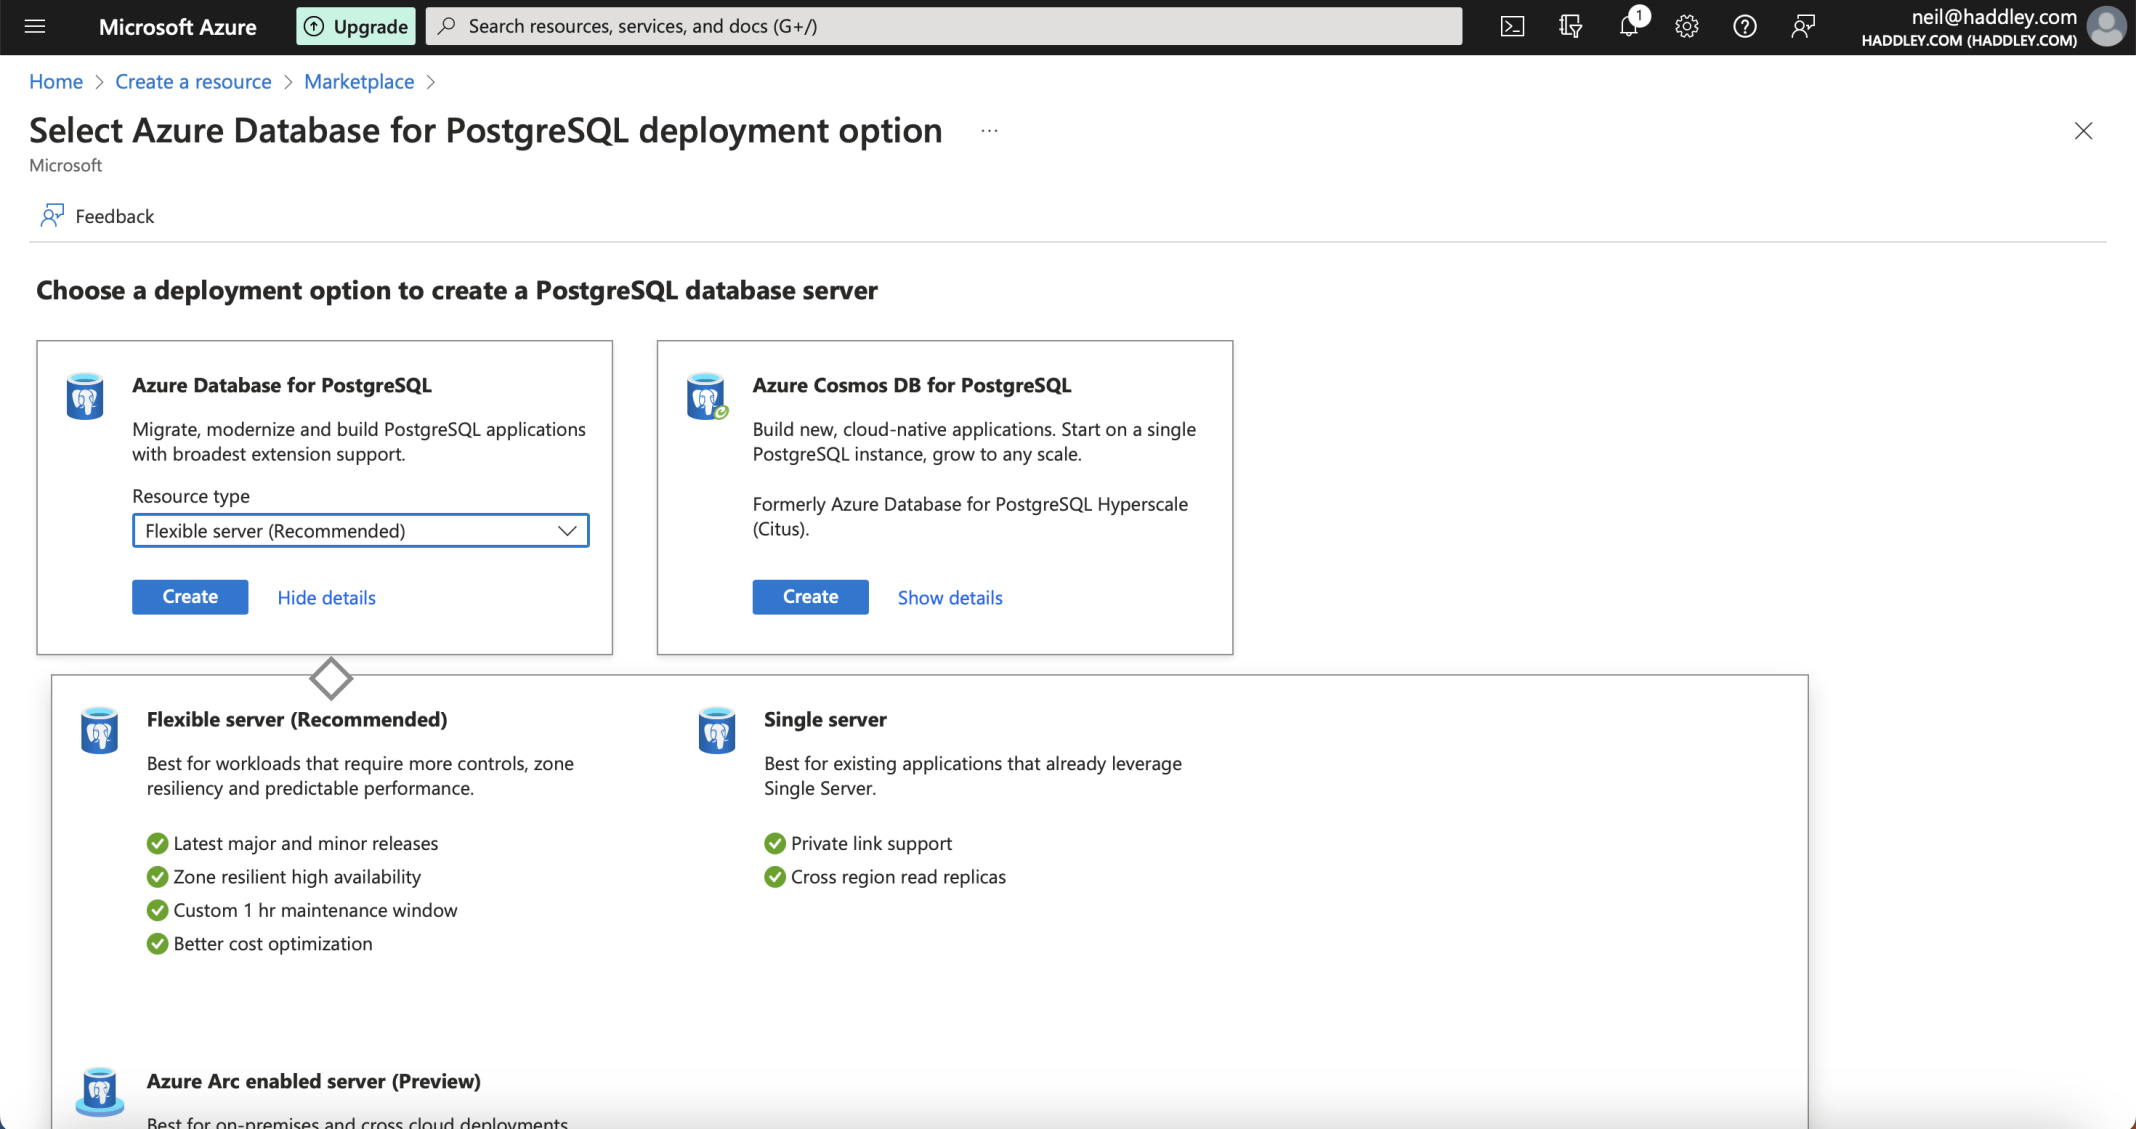 Microsoft Azure
Upgrade
Search resources, services, and docs (G+/)
1
neil@haddley.com
HADDLEY.COM (HADDLEY.COM)
Home > Create a resource > Marketplace >
Select Azure Database for PostgreSQL deployment option ...
Microsoft
Feedback
Choose a deployment option to create a PostgreSQL database server
Azure Database for PostgreSQL
Migrate, modernize and build PostgreSQL applications
with broadest extension support.
Resource type
Flexible server (Recommended)
Create Hide details
Azure Cosmos DB for PostgreSQL
Build new, cloud-native applications. Start on a single
PostgreSQL instance, grow to any scale.
Formerly Azure Database for PostgreSQL Hyperscale
(Citus).
Create Show details
Flexible server (Recommended)
Best for workloads that require more controls, zone
resiliency and predictable performance.
Latest major and minor releases
Zone resilient high availability
Custom 1 hr maintenance window
Better cost optimization
Single server
Best for existing applications that already leverage
Single Server.
Private link support
Cross region read replicas
Azure Arc enabled server (Preview)
Best for on-premises and cross cloud deployments